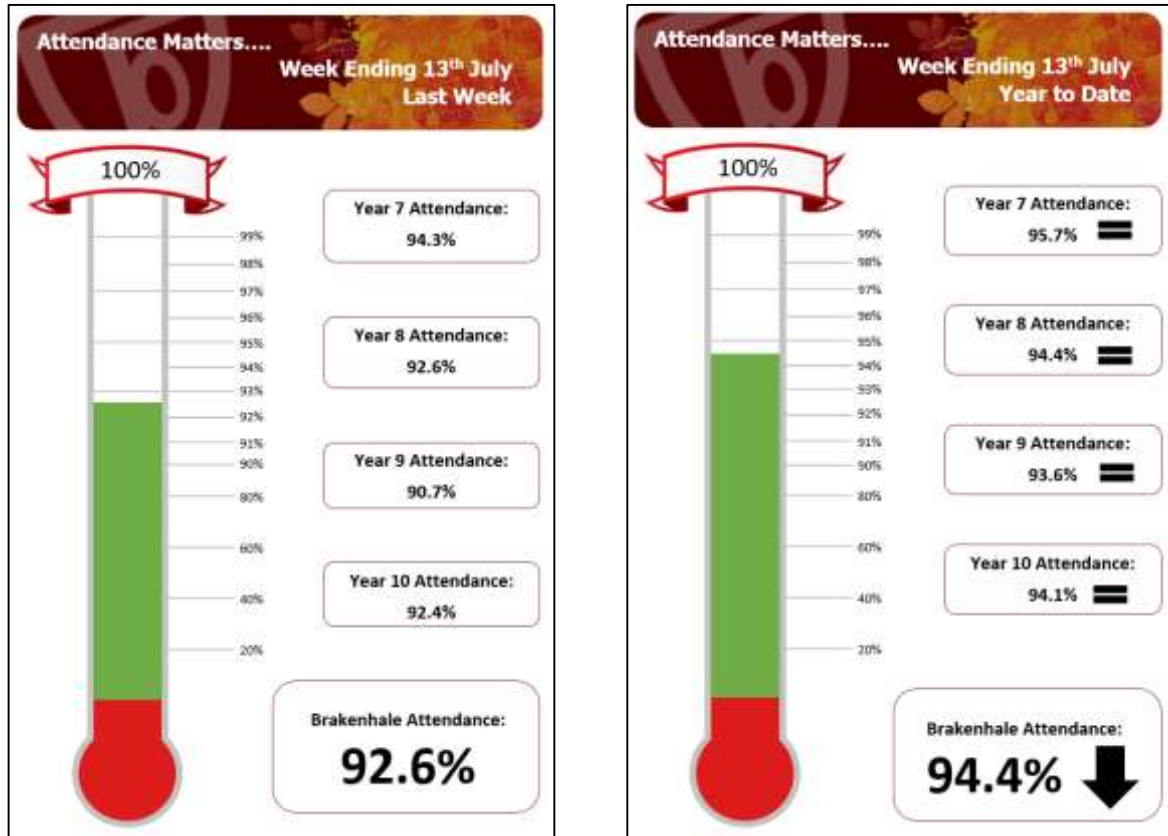 Attendance Matters....
Week Ending 13th July
Last Week
100%
99%
98%
97%
96%
95%
94%
93%
92%
91%
90%
80%
60%
40%
20%
Year 7 Attendance:
94.3%
Year 8 Attendance:
92.6%
Year 9 Attendance:
90.7%
Year 10 Attendance:
92.4%
Brakenhale Attendance:
92.6%
Attendance Matters....
Week Ending 13th July
Year to Date
100%
99%
98%
97%
96%
95%
94%
93%
92%
91%
90%
80%
60%
40%
20%
Year 7 Attendance:
95.7%
Year 8 Attendance:
94.4%
Year 9 Attendance:
93.6%
Year 10 Attendance:
94.1%
Brakenhale Attendance:
94.4%